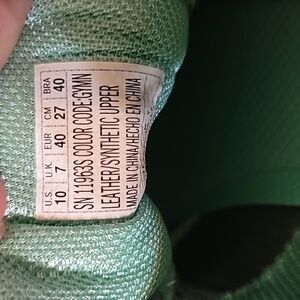 U.S. U.K. EUR CM BRA
10 7 40 27 40
SN 11963S COLOR CODE:GYMN
LEATHER/SYNTHETIC UPPER
MADE IN CHINA/HECHO EN CHINA